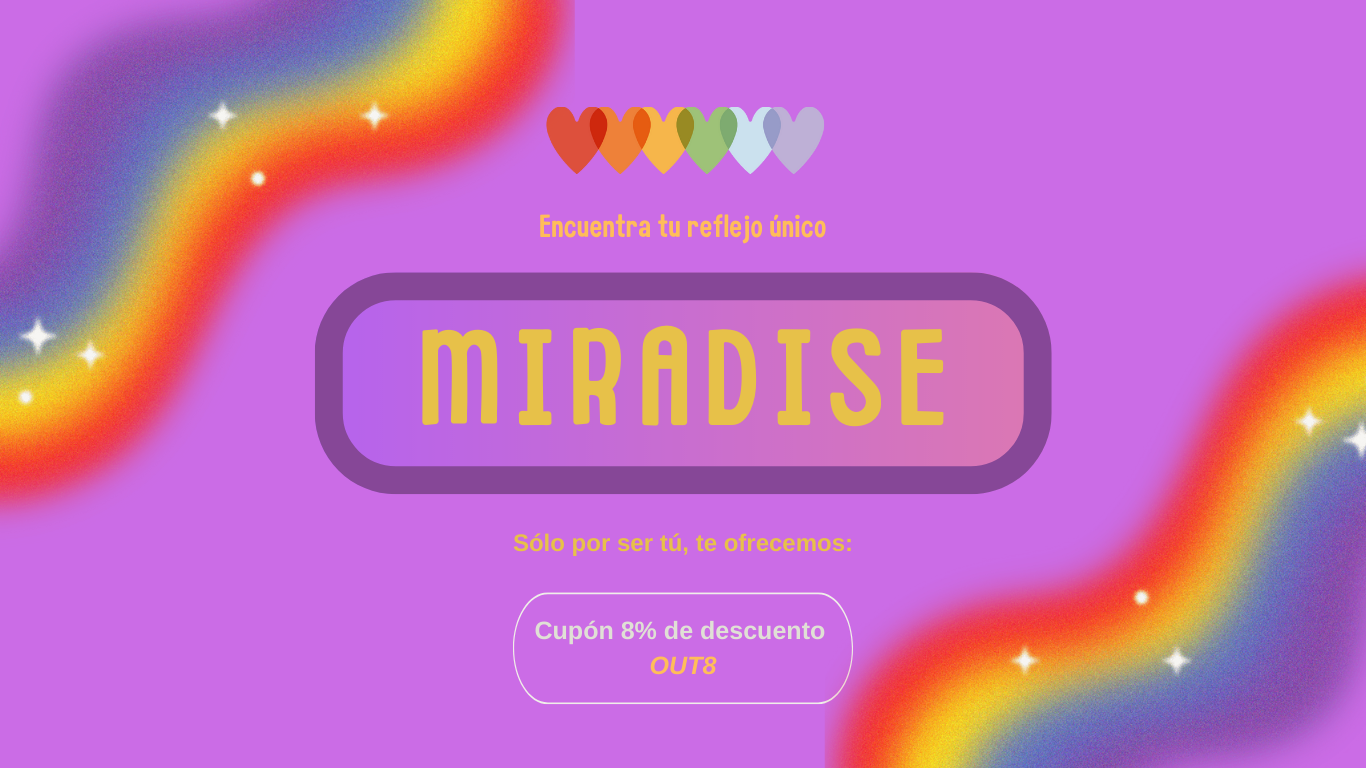 Encuentra tu reflejo único
MIRADISE
Sólo por ser tú, te ofrecemos:
Cupón 8% de descuento
OUT8